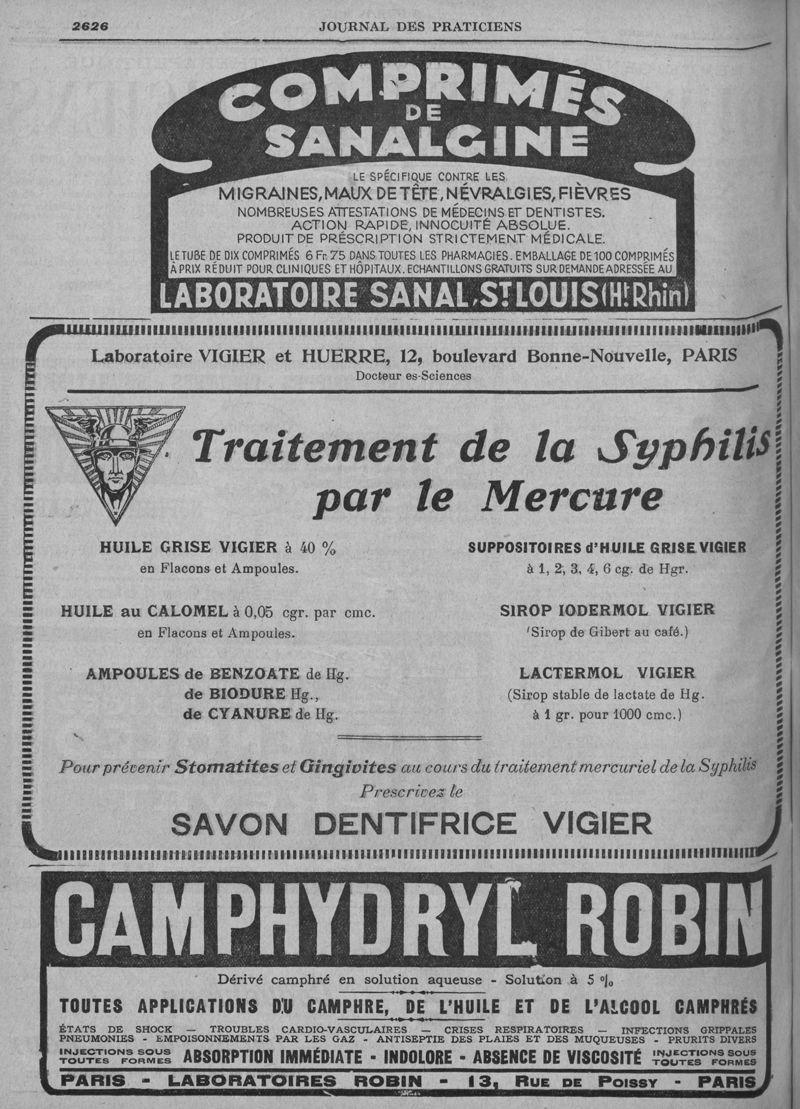 2626
JOURNAL DES PRATICIENS
COMPRIMÉS
DE
SANALGINE
LE SPÉCIFIQUE CONTRE LES
MIGRAINES, MAUX DE TÊTE, NÉVRALGIES, FIÈVRES
NOMBREUSES ATTESTATIONS DE MÉDECINS ET DENTISTES.
ACTION RAPIDE, INNOCUITÉ ABSOLUE.
PRODUIT DE PRÉSCRIPTION STRICTEMENT MÉDICALE.
LE TUBE DE DIX COMPRIMÉS 6 Fr. 75 DANS TOUTES LES PHARMACIES. EMBALLAGE DE 100 COMPRIMÉS
À PRIX RÉDUIT POUR CLINIQUES ET HÔPITAUX. ECHANTILLONS GRATUITS SUR DEMANDE ADRESSÉE AU
LABORATOIRE SANAL, ST LOUIS (Ht. Rhin)
Laboratoire VIGIER et HUERRE, 12, boulevard Bonne-Nouvelle, PARIS
Docteur es-Sciences
Traitement de la Syphilis
par le Mercure
HUILE GRISE VIGIER à 40 %
en Flacons et Ampoules.
HUILE au CALOMEL à 0,05 cgr. par cmc.
en Flacons et Ampoules.
AMPOULES de BENZOATE de Hg.
de BIODURE Hg.,
de CYANURE de Hg.
SUPPOSITOIRES d'HUILE GRISE VIGIER
à 1, 2, 3, 4, 6 cg. de Hgr.
SIROP IODERMOL VIGIER
'Sirop de Gibert au café.)
LACTERMOL VIGIER
(Sirop stable de lactate de Hg.
à 1 gr. pour 1000 cmc.)
Pour prévenir Stomatites et Gingivites au cours du traitement mercuriel de la Syphilis
Prescrivez le
SAVON DENTIFRICE VIGIER
CAMPHYDRYL ROBIN
Dérivé camphré en solution aqueuse - Solution à 5 %
TOUTES APPLICATIONS DU CAMPHRE, DE L'HUILE ET DE L'ALCOOL CAMPHRÉS
ÉTATS DE SHOCK — TROUBLES CARDIO-VASCULAIRES — CRISES RESPIRATOIRES — INFECTIONS GRIPPALES
PNEUMONIES - EMPOISONNEMENTS PAR LES GAZ - ANTISEPTIE DES PLAIES ET DES MUQUEUSES - PRURITS DIVERS
INJECTIONS SOUS
TOUTES FORMES
ABSORPTION IMMÉDIATE - INDOLORE - ABSENCE DE VISCOSITÉ
INJECTIONS SOUS
TOUTES FORMES
PARIS - LABORATOIRES ROBIN - 13, RUE DE POISSY - PARIS